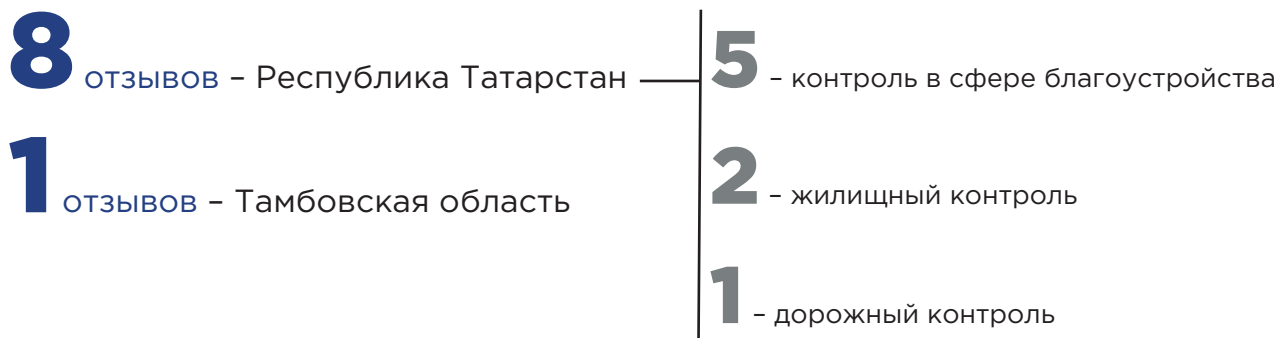 8 отзывов – Республика Татарстан
1 отзывов – Тамбовская область
5 – контроль в сфере благоустройства
2 – жилищный контроль
1 – дорожный контроль